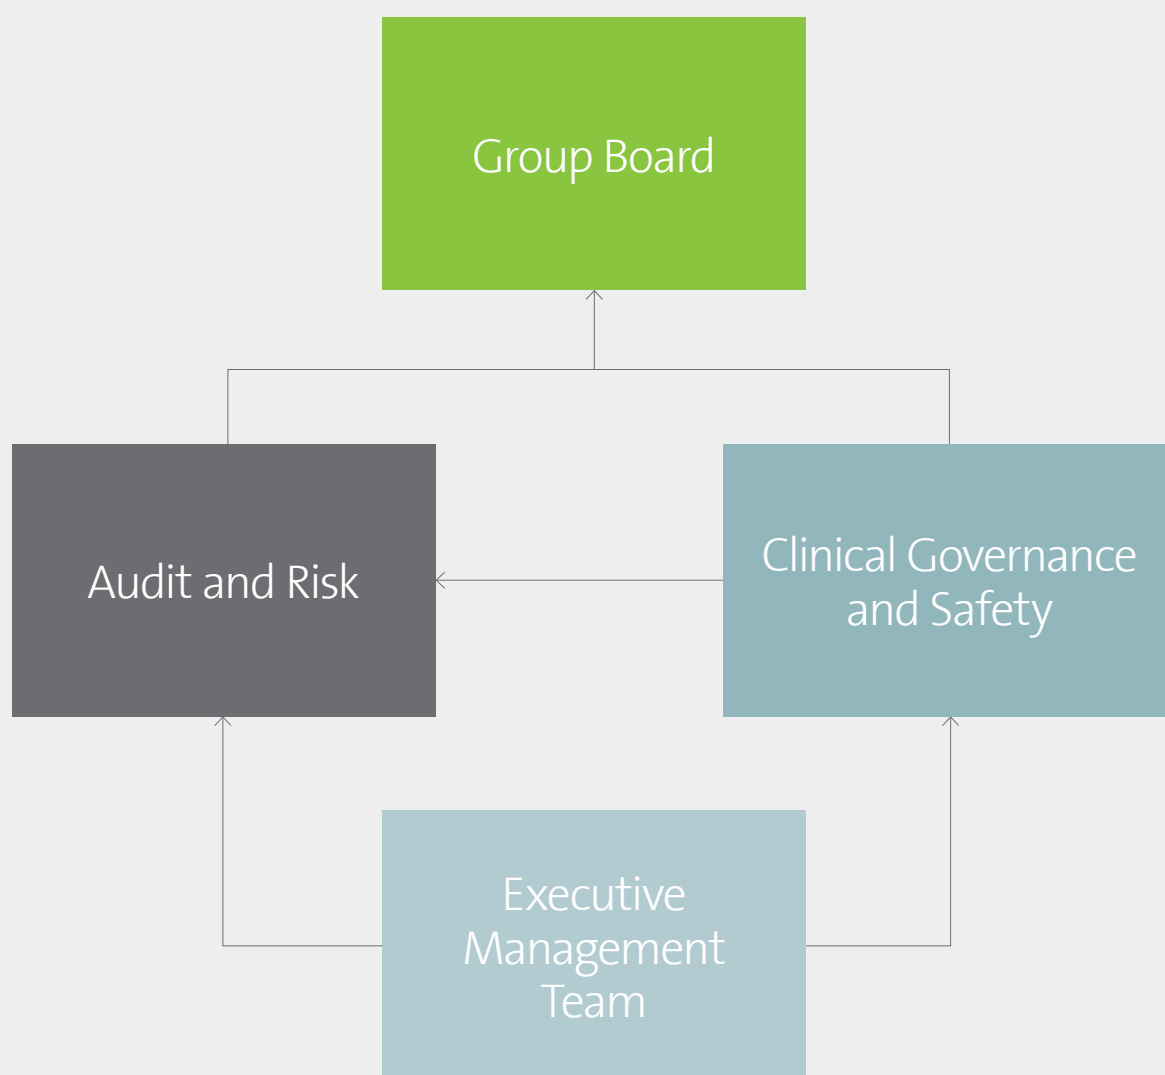 Group Board
Audit and Risk
Clinical Governance
and Safety
Executive
Management
Team